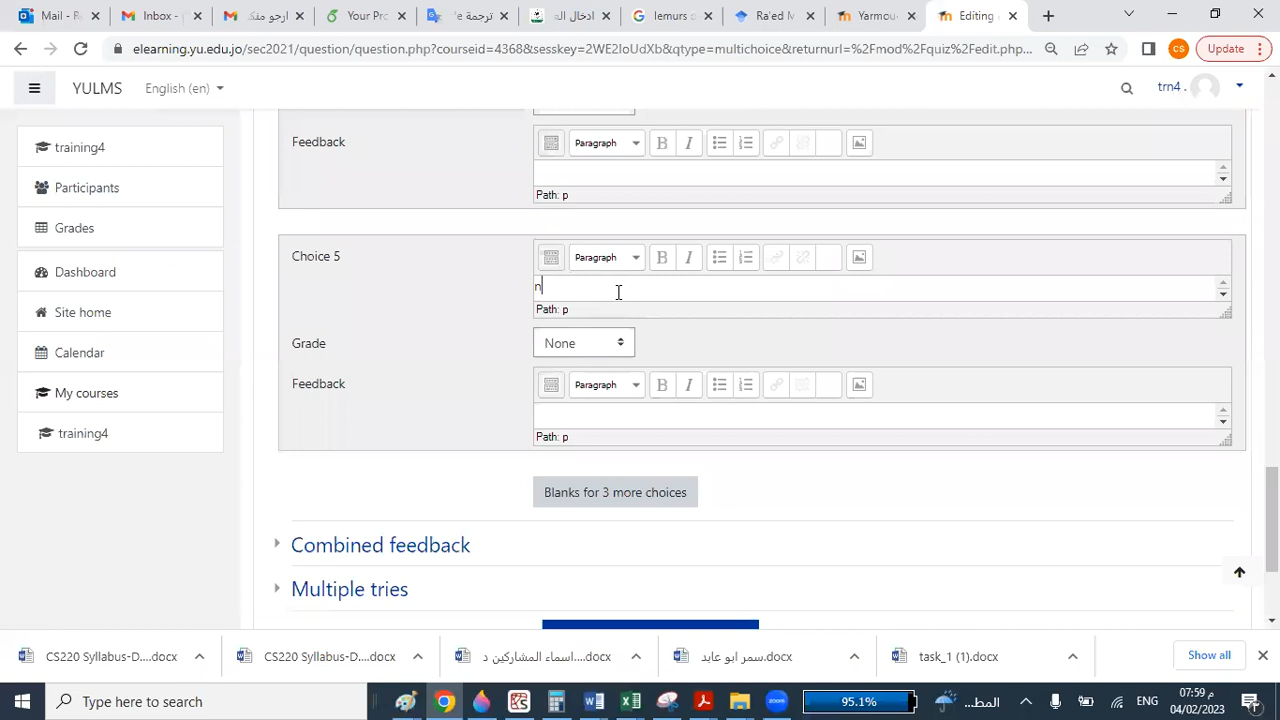 Mail - R
Inbox -
ارجو منك
Your Pro
ترجمة e'
ادخال ال
lemurs d
Ra'ed M
Yarmou
Editing
elearning.yu.edu.jo/sec2021/question/question.php?courseid=4368&sesskey=2WE2IoUdXb&qtype=multichoice&returnurl=%2Fmod%2Fquiz%2Fedit.php...
CS
Update
YULMS
English (en)
trn4 .
training4
Participants
Grades
Dashboard
Site home
Calendar
My courses
training4
Feedback
Paragraph
B
I
Path: p
Choice 5
Paragraph
B
I
n
Path: p
Grade
None
Feedback
Paragraph
B
I
Path: p
Blanks for 3 more choices
Combined feedback
Multiple tries
CS220 Syllabus-D....docx
CS220 Syllabus-D....docx
اسماء المشاركين د....docx
سمر ابو عابد.docx
task_1 (1).docx
Show all
Type here to search
zoom
95.1%
المط...
ENG
07:59 م
04/02/2023